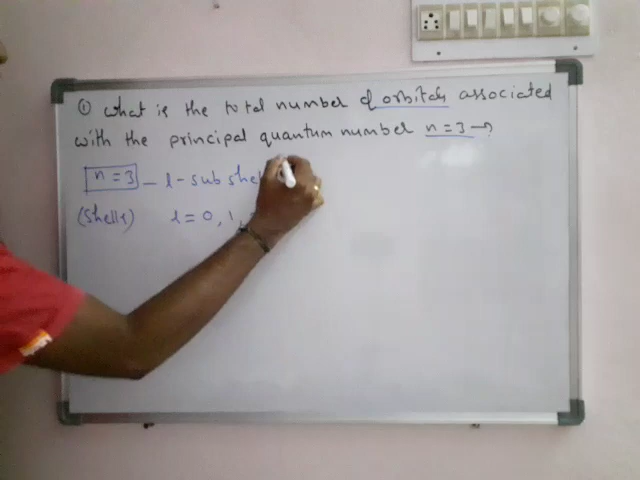 ① what is the total number of orbitals associated
with the principal quantum number n = 3 →?
n = 3 – l - sub shel
(shells) l = 0, 1,